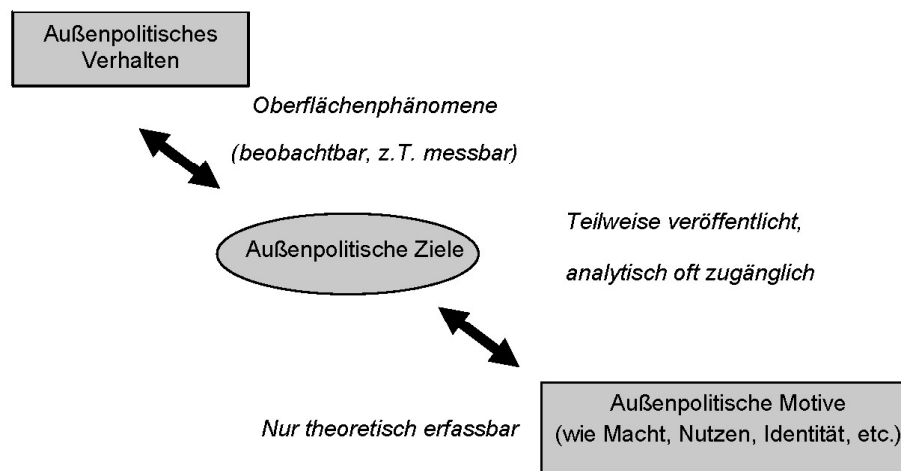 Außenpolitisches
Verhalten
Oberflächenphänomene
(beobachtbar, z.T. messbar)
Außenpolitische Ziele
Teilweise veröffentlicht,
analytisch oft zugänglich
Außenpolitische Motive
(wie Macht, Nutzen, Identität, etc.)
Nur theoretisch erfassbar